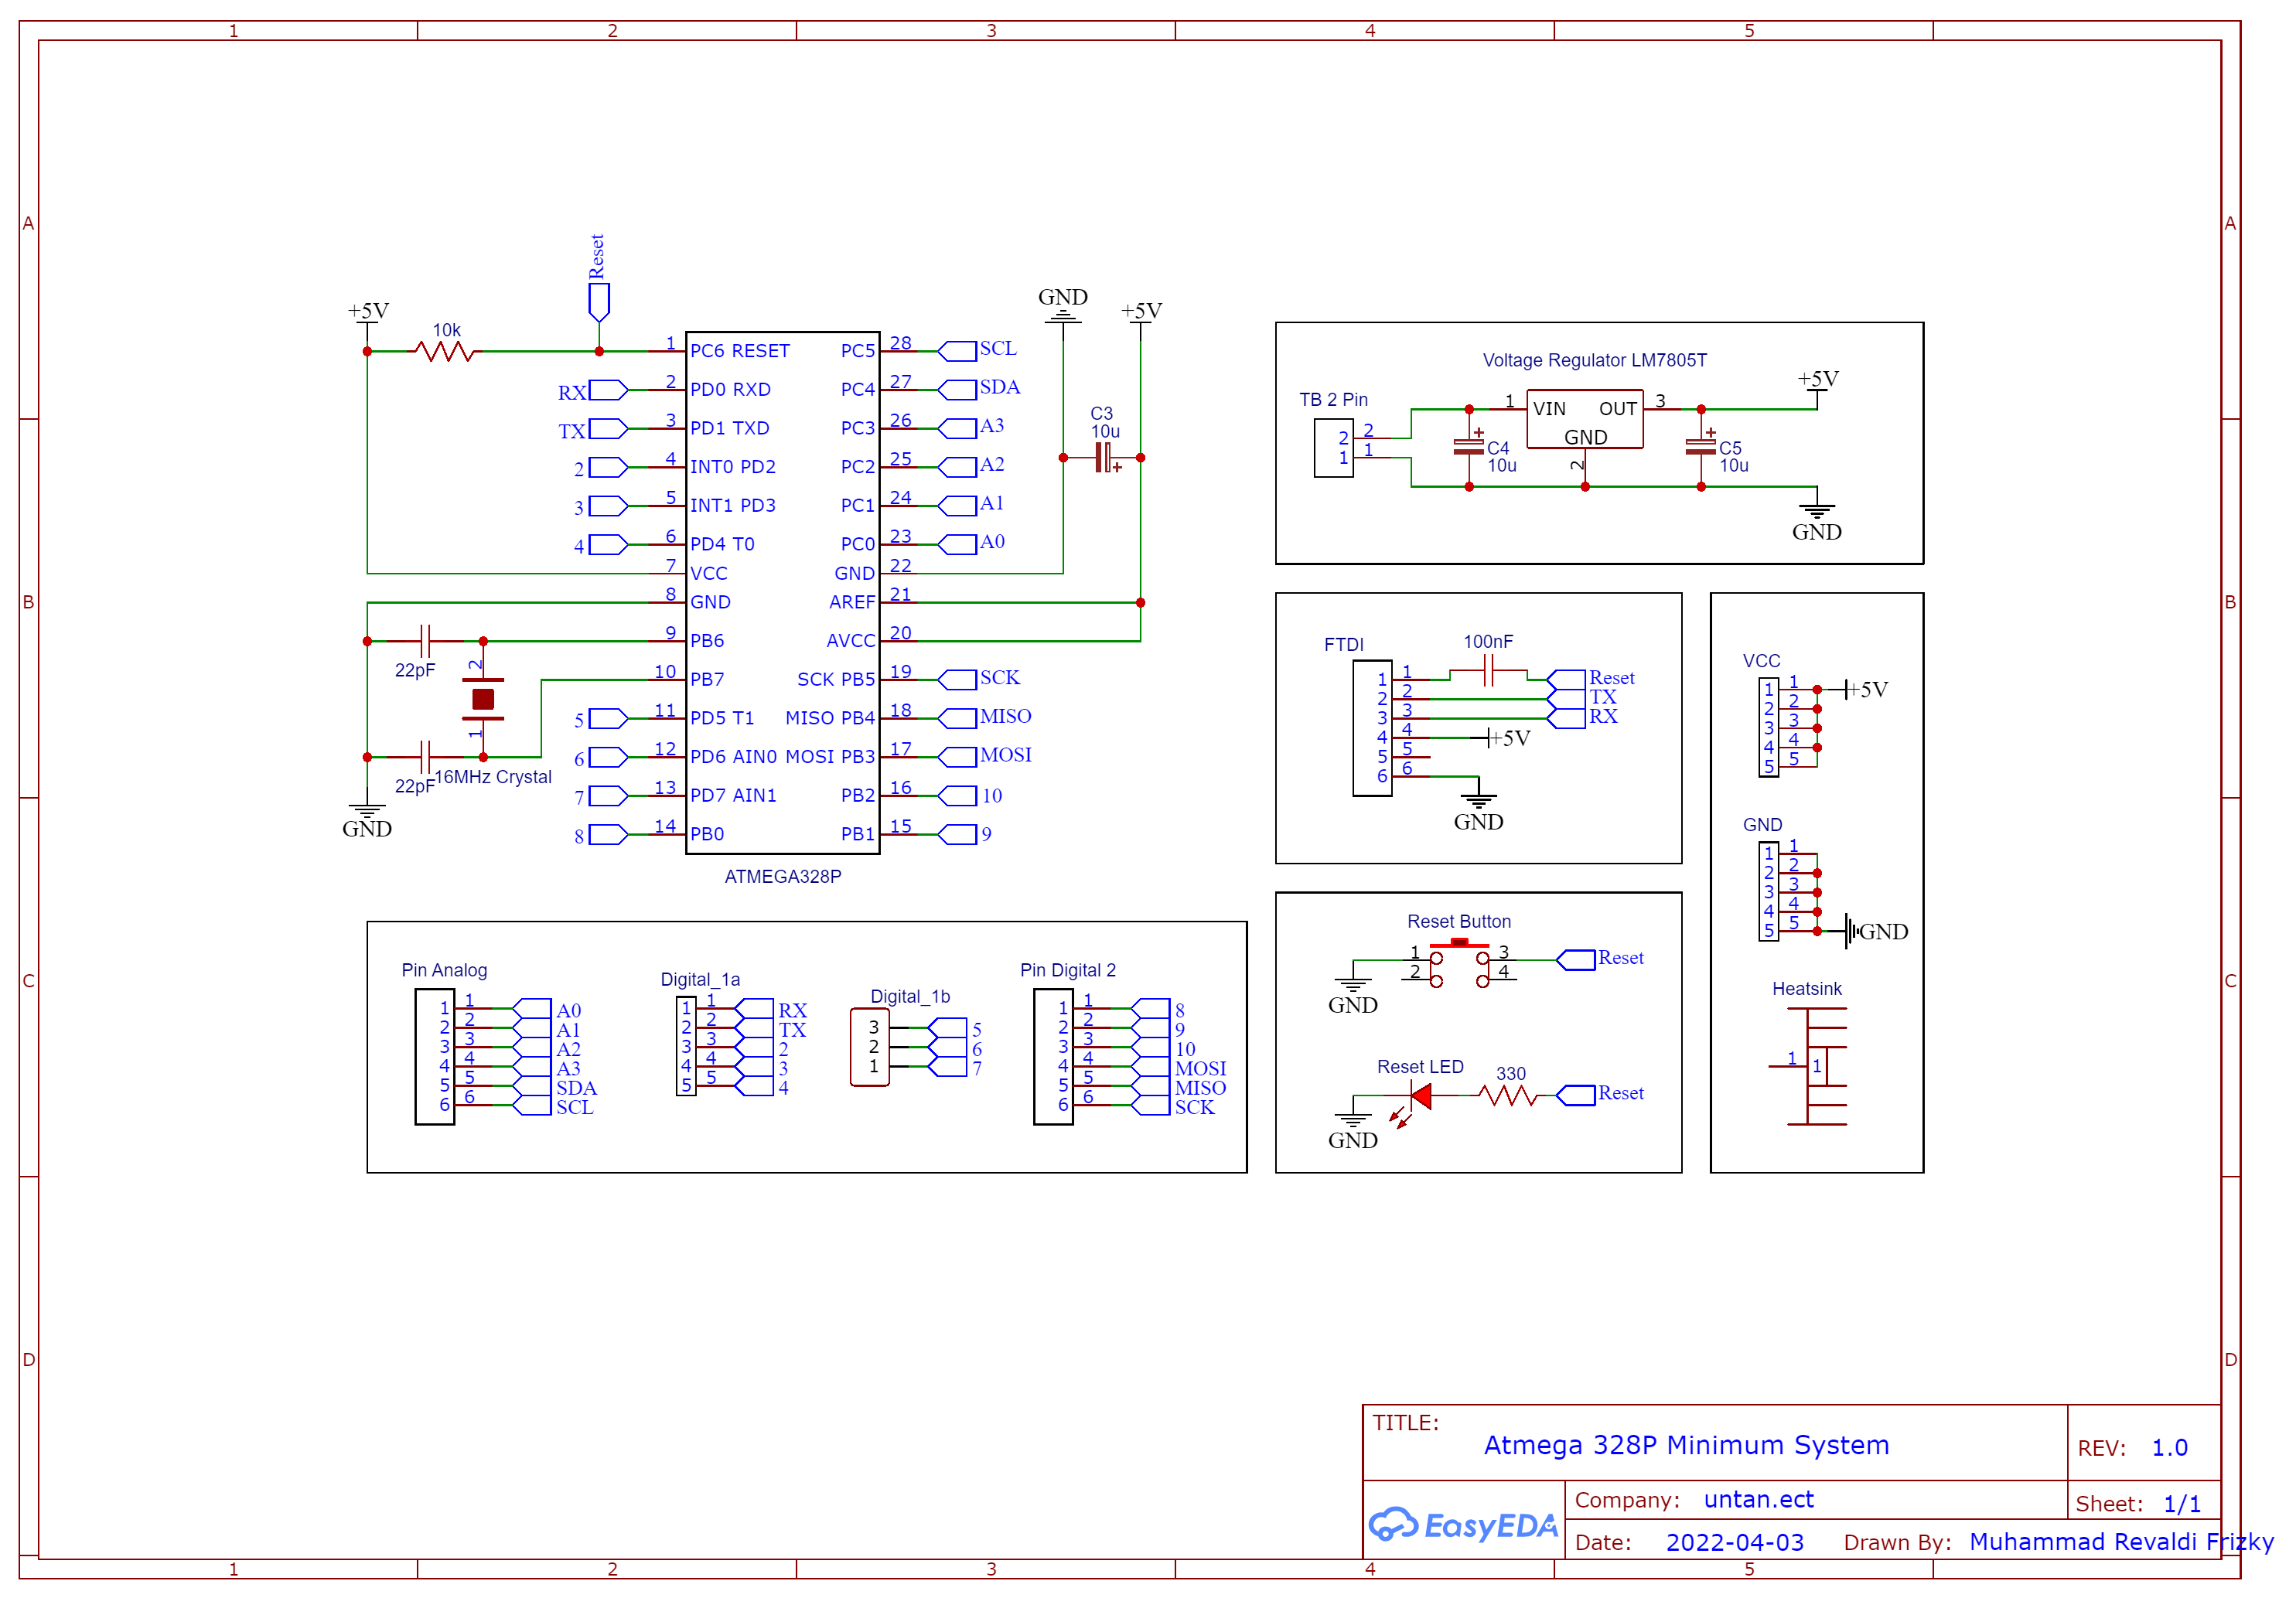 1 2 3 4 5
A A
B B
C C
D D
1 2 3 4 5
Reset
+5V
10k
GND
+5V
C3
10u
RX
TX
2
3
4
5
6
7
8
1 PC6 RESET
2 PD0 RXD
3 PD1 TXD
4 INT0 PD2
5 INT1 PD3
6 PD4 T0
7 VCC
8 GND
9 PB6
10 PB7
11 PD5 T1
12 PD6 AIN0
13 PD7 AIN1
14 PB0
PC5 28 SCL
PC4 27 SDA
PC3 26 A3
PC2 25 A2
PC1 24 A1
PC0 23 A0
GND 22
AREF 21
AVCC 20
SCK PB5 19 SCK
MISO PB4 18 MISO
MOSI PB3 17 MOSI
PB2 16 10
PB1 15 9
ATMEGA328P
22pF
2
1
22pF
16MHz Crystal
GND
Voltage Regulator LM7805T
TB 2 Pin
2 2
1 1
1 VIN OUT 3
GND
2
+5V
C4
10u
C5
10u
GND
FTDI
100nF
1 1 Reset
2 2 TX
3 3 RX
4 4 +5V
5 5
6 6
GND
VCC
1 1 +5V
2 2
3 3
4 4
5 5
GND
1 1
2 2
3 3
4 4
5 5 GND
Heatsink
1 1
Reset Button
1 3 Reset
2 4
GND
Reset LED
330
Reset
GND
Pin Analog
1 1 A0
2 2 A1
3 3 A2
4 4 A3
5 5 SDA
6 6 SCL
Digital_1a
1 1 RX
2 2 TX
3 3 2
4 4 3
5 5 4
Digital_1b
3 5
2 6
1 7
Pin Digital 2
1 1 8
2 2 9
3 3 10
4 4 MOSI
5 5 MISO
6 6 SCK
TITLE:
Atmega 328P Minimum System
REV: 1.0
EasyEDA
Company: untan.ect
Sheet: 1/1
Date: 2022-04-03 Drawn By: Muhammad Revaldi Frizky